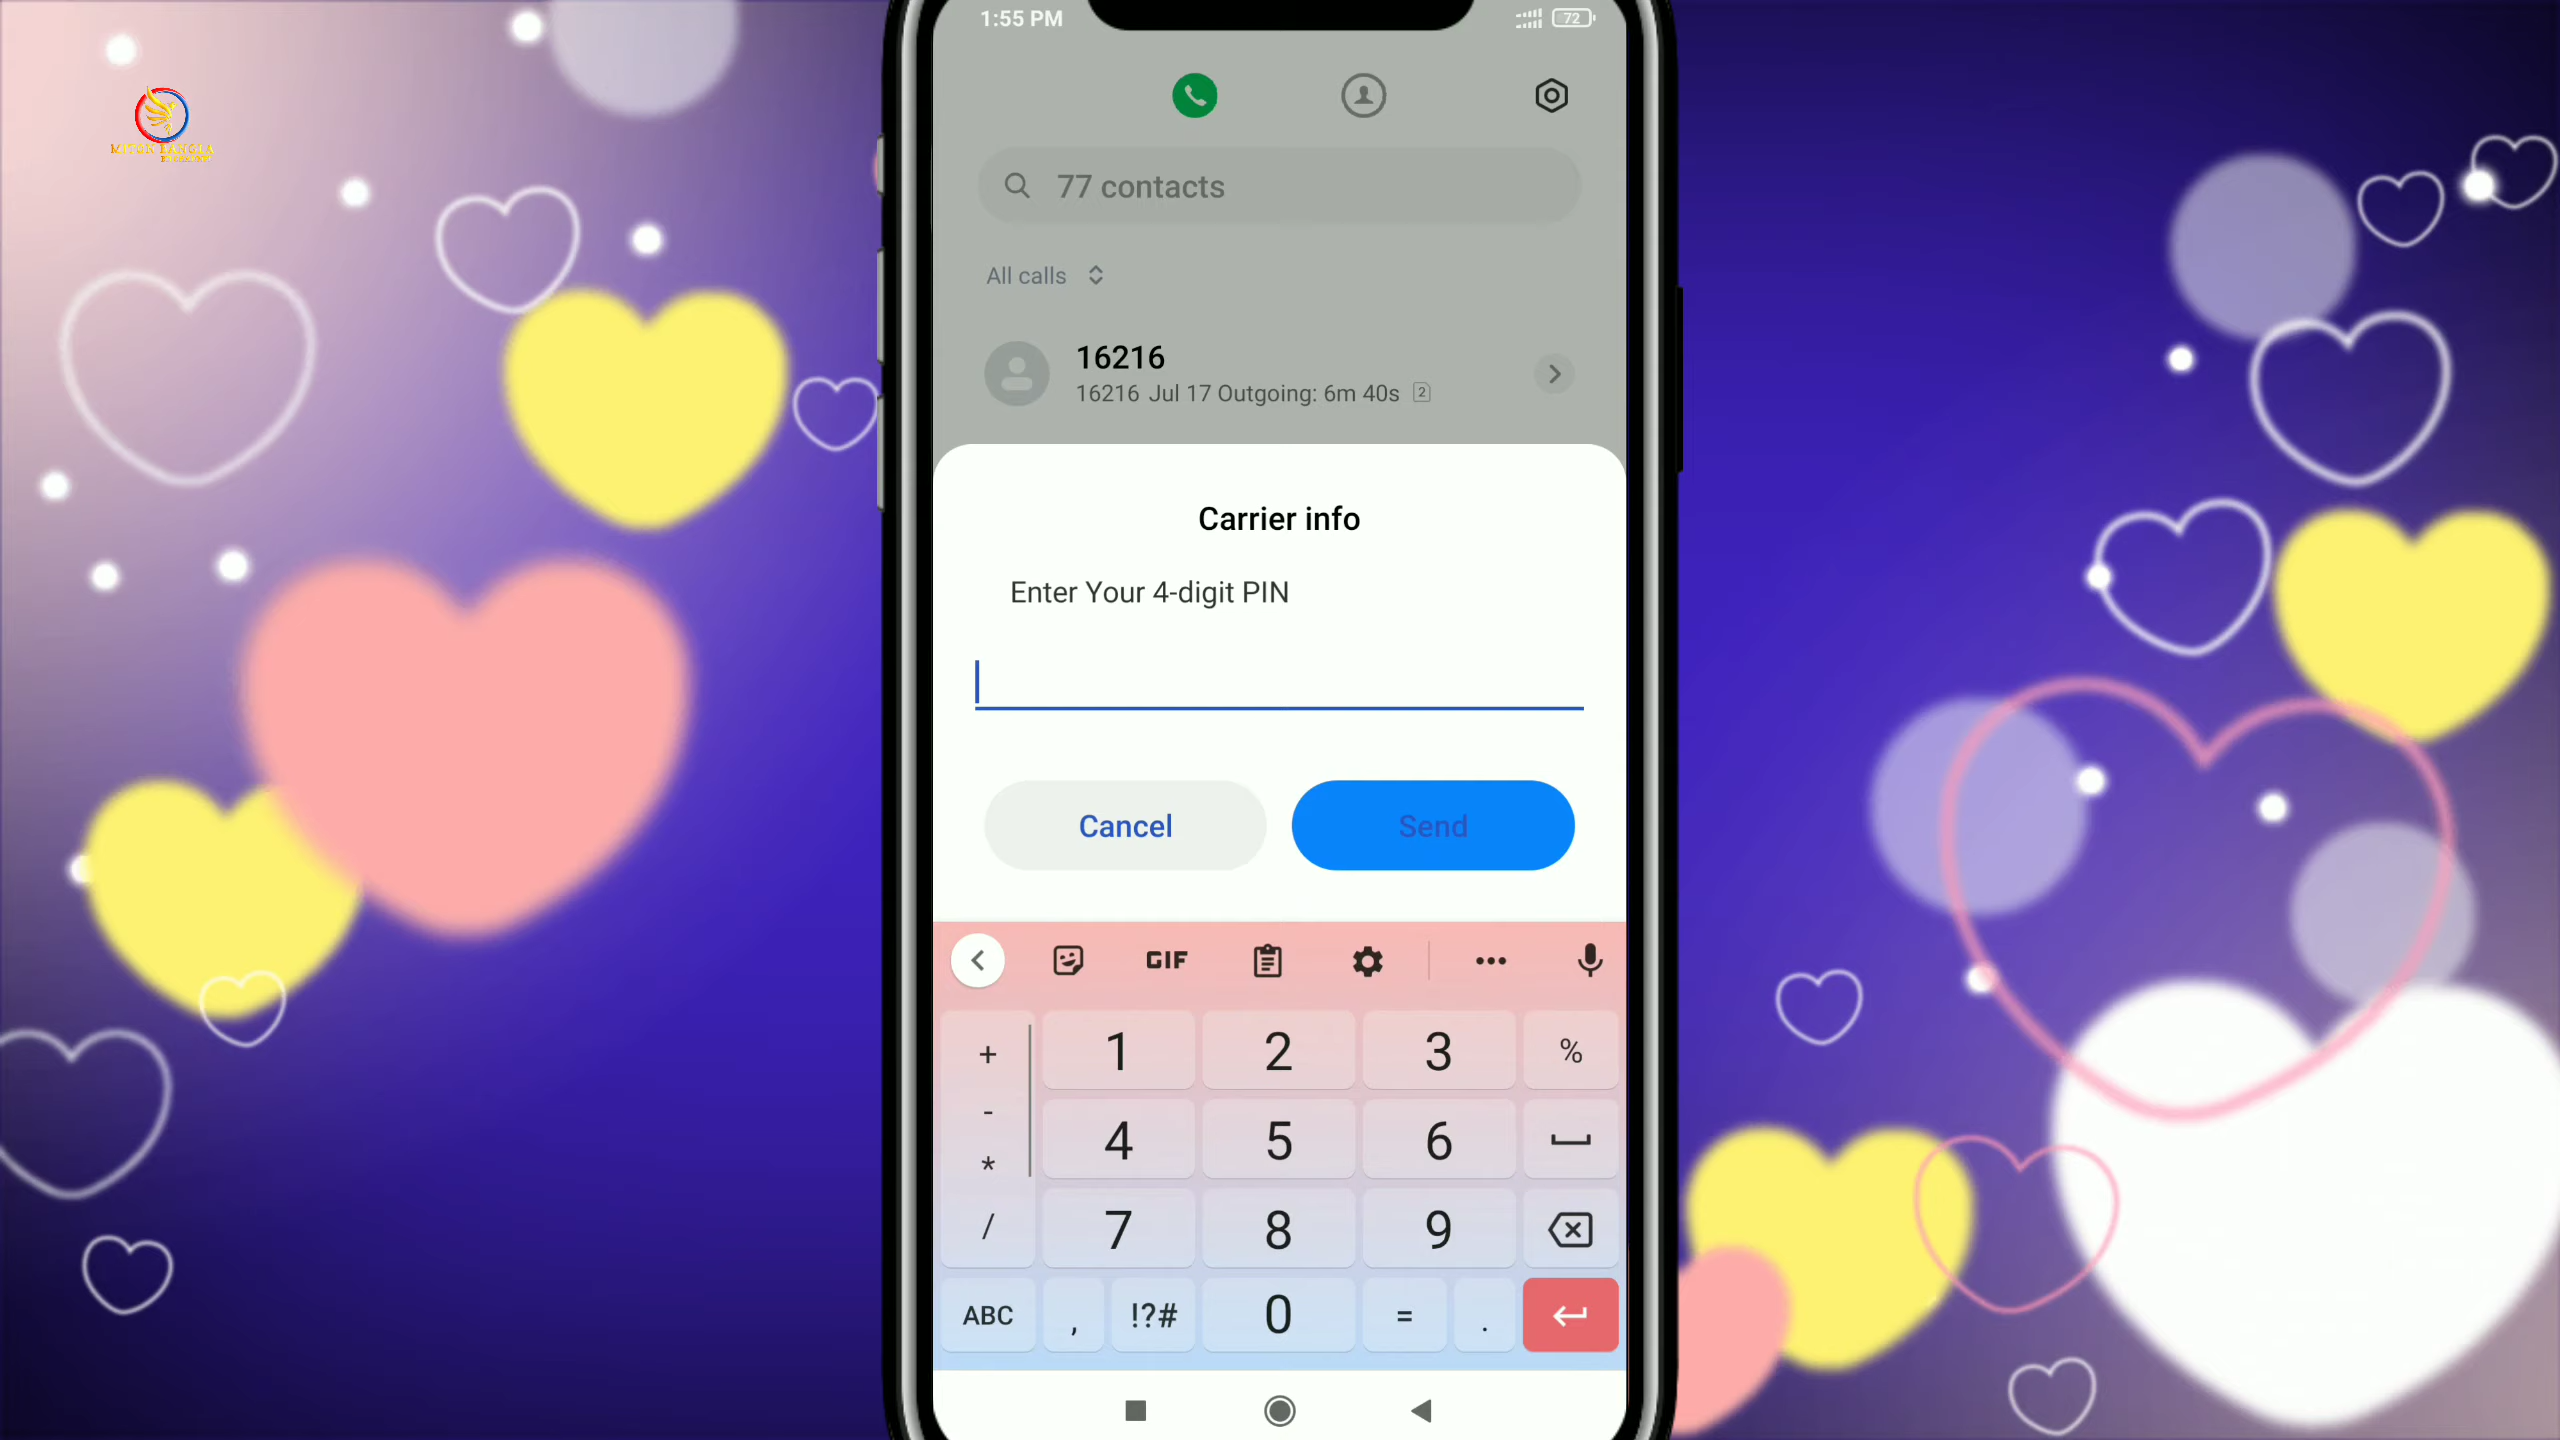 1:55 PM
72
77 contacts
All calls
16216
16216 Jul 17 Outgoing: 6m 40s 2
Carrier info
Enter Your 4-digit PIN
Cancel
Send
GIF
+ 1 2 3 %
- 4 5 6
*
/ 7 8 9
ABC , !?# 0 = .